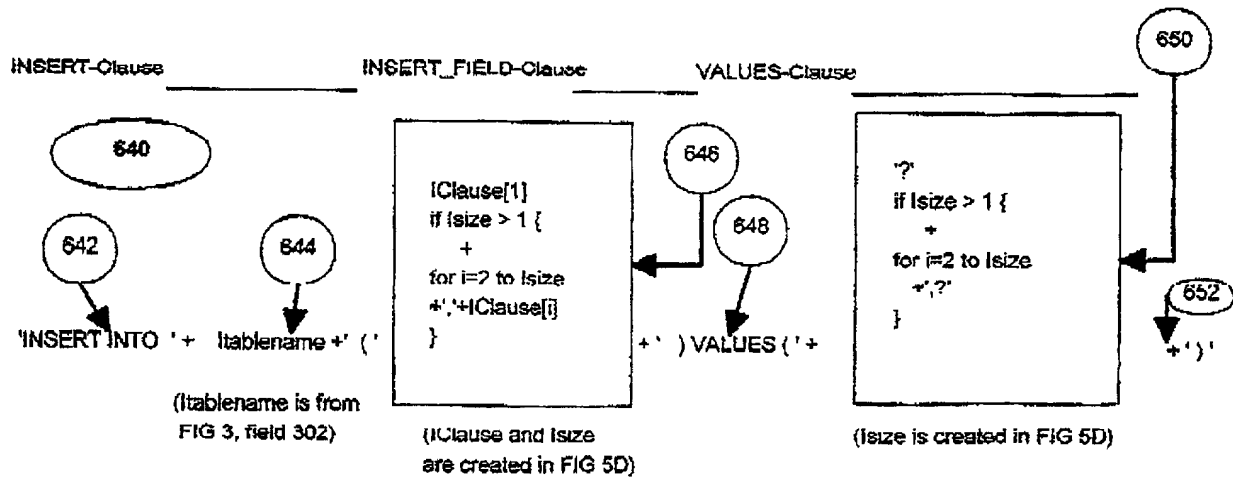 650
INSERT-Clause INSERT_FIELD-Clause VALUES-Clause
640
642
644
646
648
652
IClause[1]
if Isize > 1 {
+
for i=2 to Isize
+','+IClause[i]
}
'?'
if Isize > 1 {
+
for i=2 to Isize
+',?'
}
'INSERT INTO ' + Itablename +' (' + ' ) VALUES ( ' + + ' ) '
(Itablename is from
FIG 3, field 302)
(IClause and Isize
are created in FIG 5D)
(Isize is created in FIG 5D)